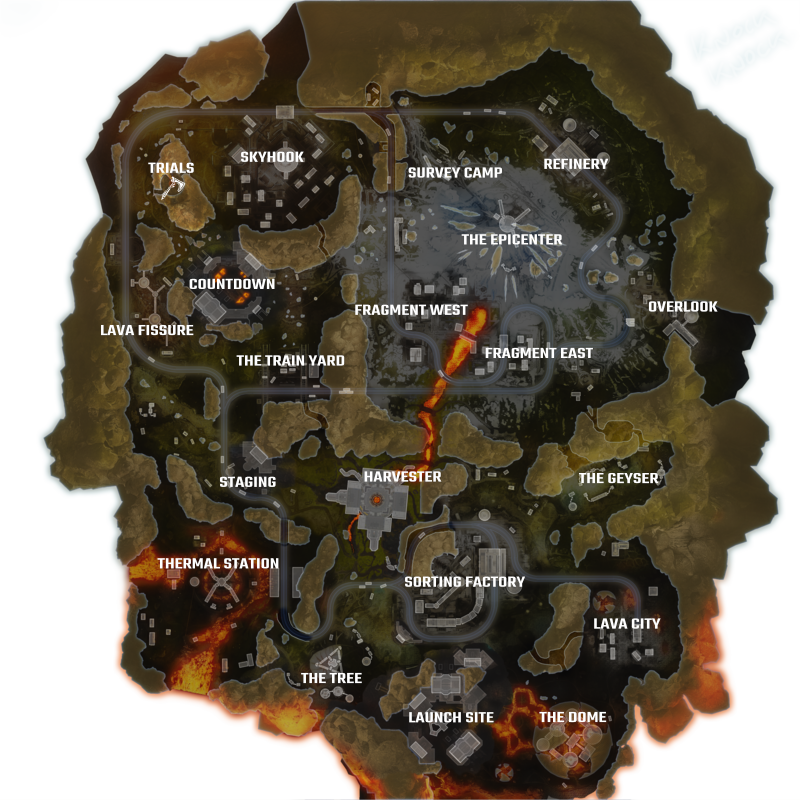 SKYHOOK
TRIALS
REFINERY
SURVEY CAMP
THE EPICENTER
COUNTDOWN
OVERLOOK
FRAGMENT WEST
LAVA FISSURE
FRAGMENT EAST
THE TRAIN YARD
HARVESTER
THE GEYSER
STAGING
THERMAL STATION
SORTING FACTORY
LAVA CITY
THE TREE
LAUNCH SITE
THE DOME